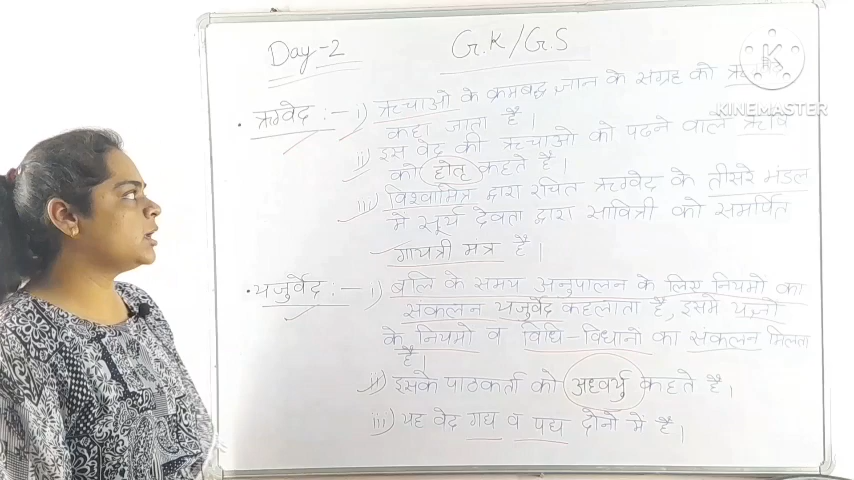 Day-2 G.K/G.S
KINEMASTER
• ऋग्वेद :- i) ऋचाओ के क्रमबद्ध ज्ञान के संग्रह को
कहा जाता है।
ii) इस वेद की ऋचाओ को पढने वाले ऋषि
को होतृ कहते है।
iii) विश्वामित्र द्वारा रचित ऋग्वेद के तीसरे मंडल
मे सूर्य देवता द्वारा सावित्री को समर्पित
गायत्री मंत्र है।
• यजुर्वेद :- i) बलि के समय अनुपालन के लिए नियमो का
संकलन यजुर्वेद कहलाता है, इसमे यज्ञो
के नियमो व विधि-विधानो का संकलन मिलता
है।
ii) इसके पाठकर्ता को अध्वर्यु कहते है।
iii) यह वेद गद्य व पद्य दोनो में है।